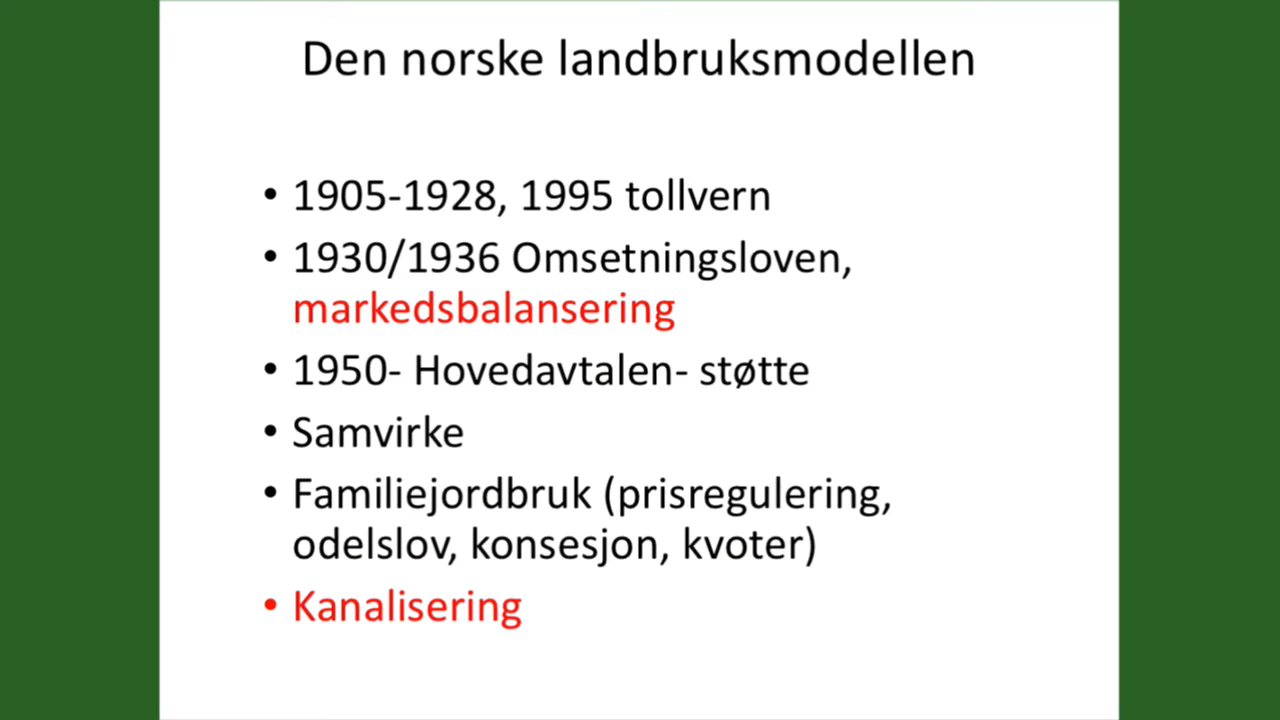 Den norske landbruksmodellen
• 1905-1928, 1995 tollvern
• 1930/1936 Omsetningsloven,
markedsbalansering
• 1950- Hovedavtalen- støtte
• Samvirke
• Familiejordbruk (prisregulering,
odelslov, konsesjon, kvoter)
• Kanalisering